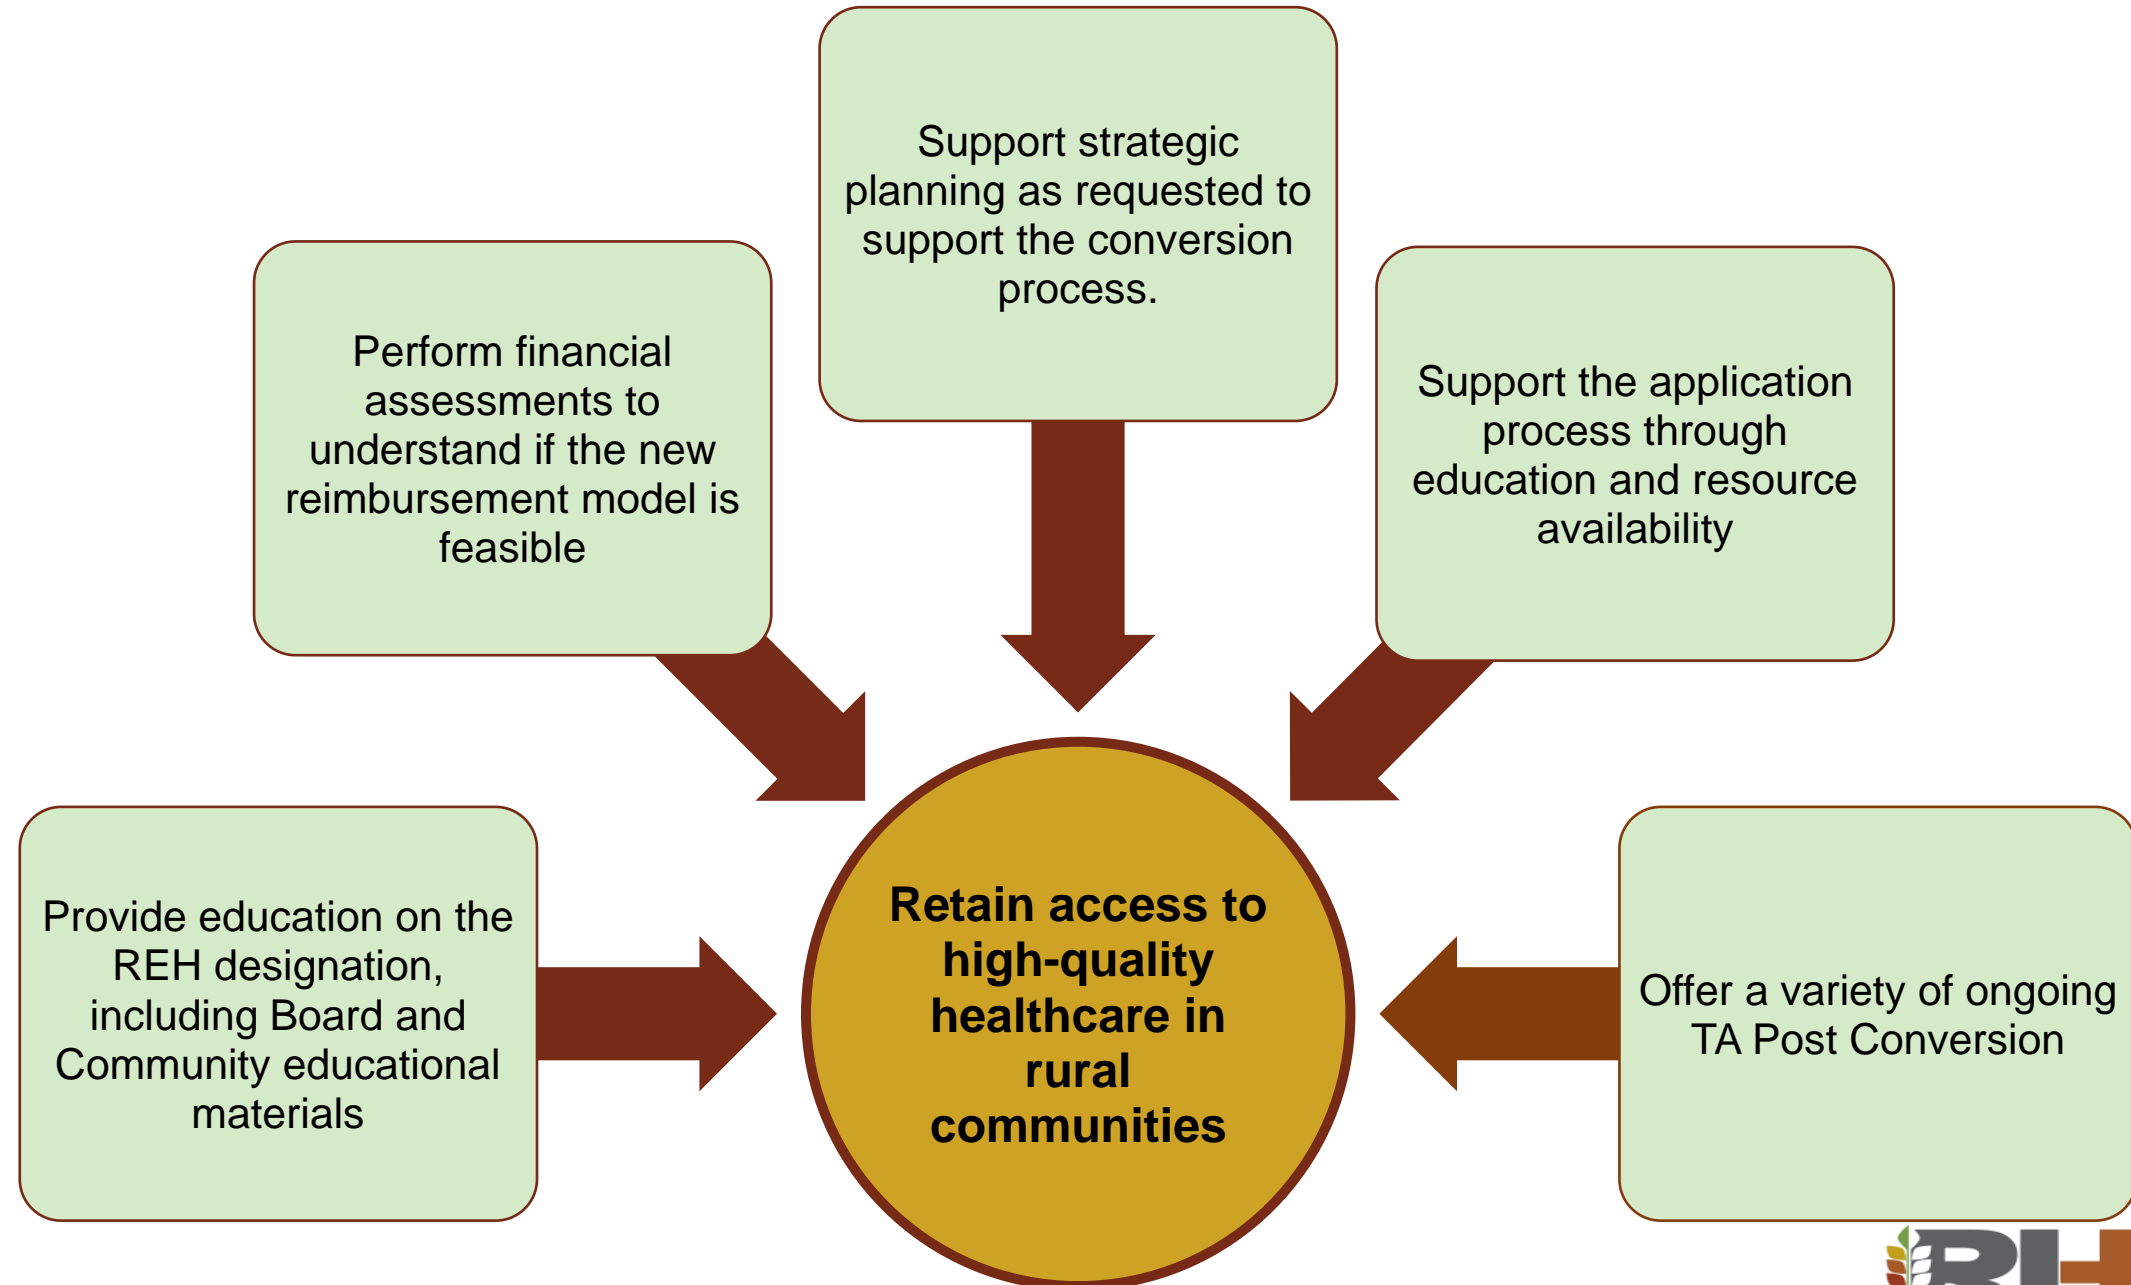 Support strategic
planning as requested to
support the conversion
process.
Perform financial
assessments to
understand if the new
reimbursement model is
feasible
Support the application
process through
education and resource
availability
Provide education on the
REH designation,
including Board and
Community educational
materials
Retain access to
high-quality
healthcare in
rural
communities
Offer a variety of ongoing
TA Post Conversion